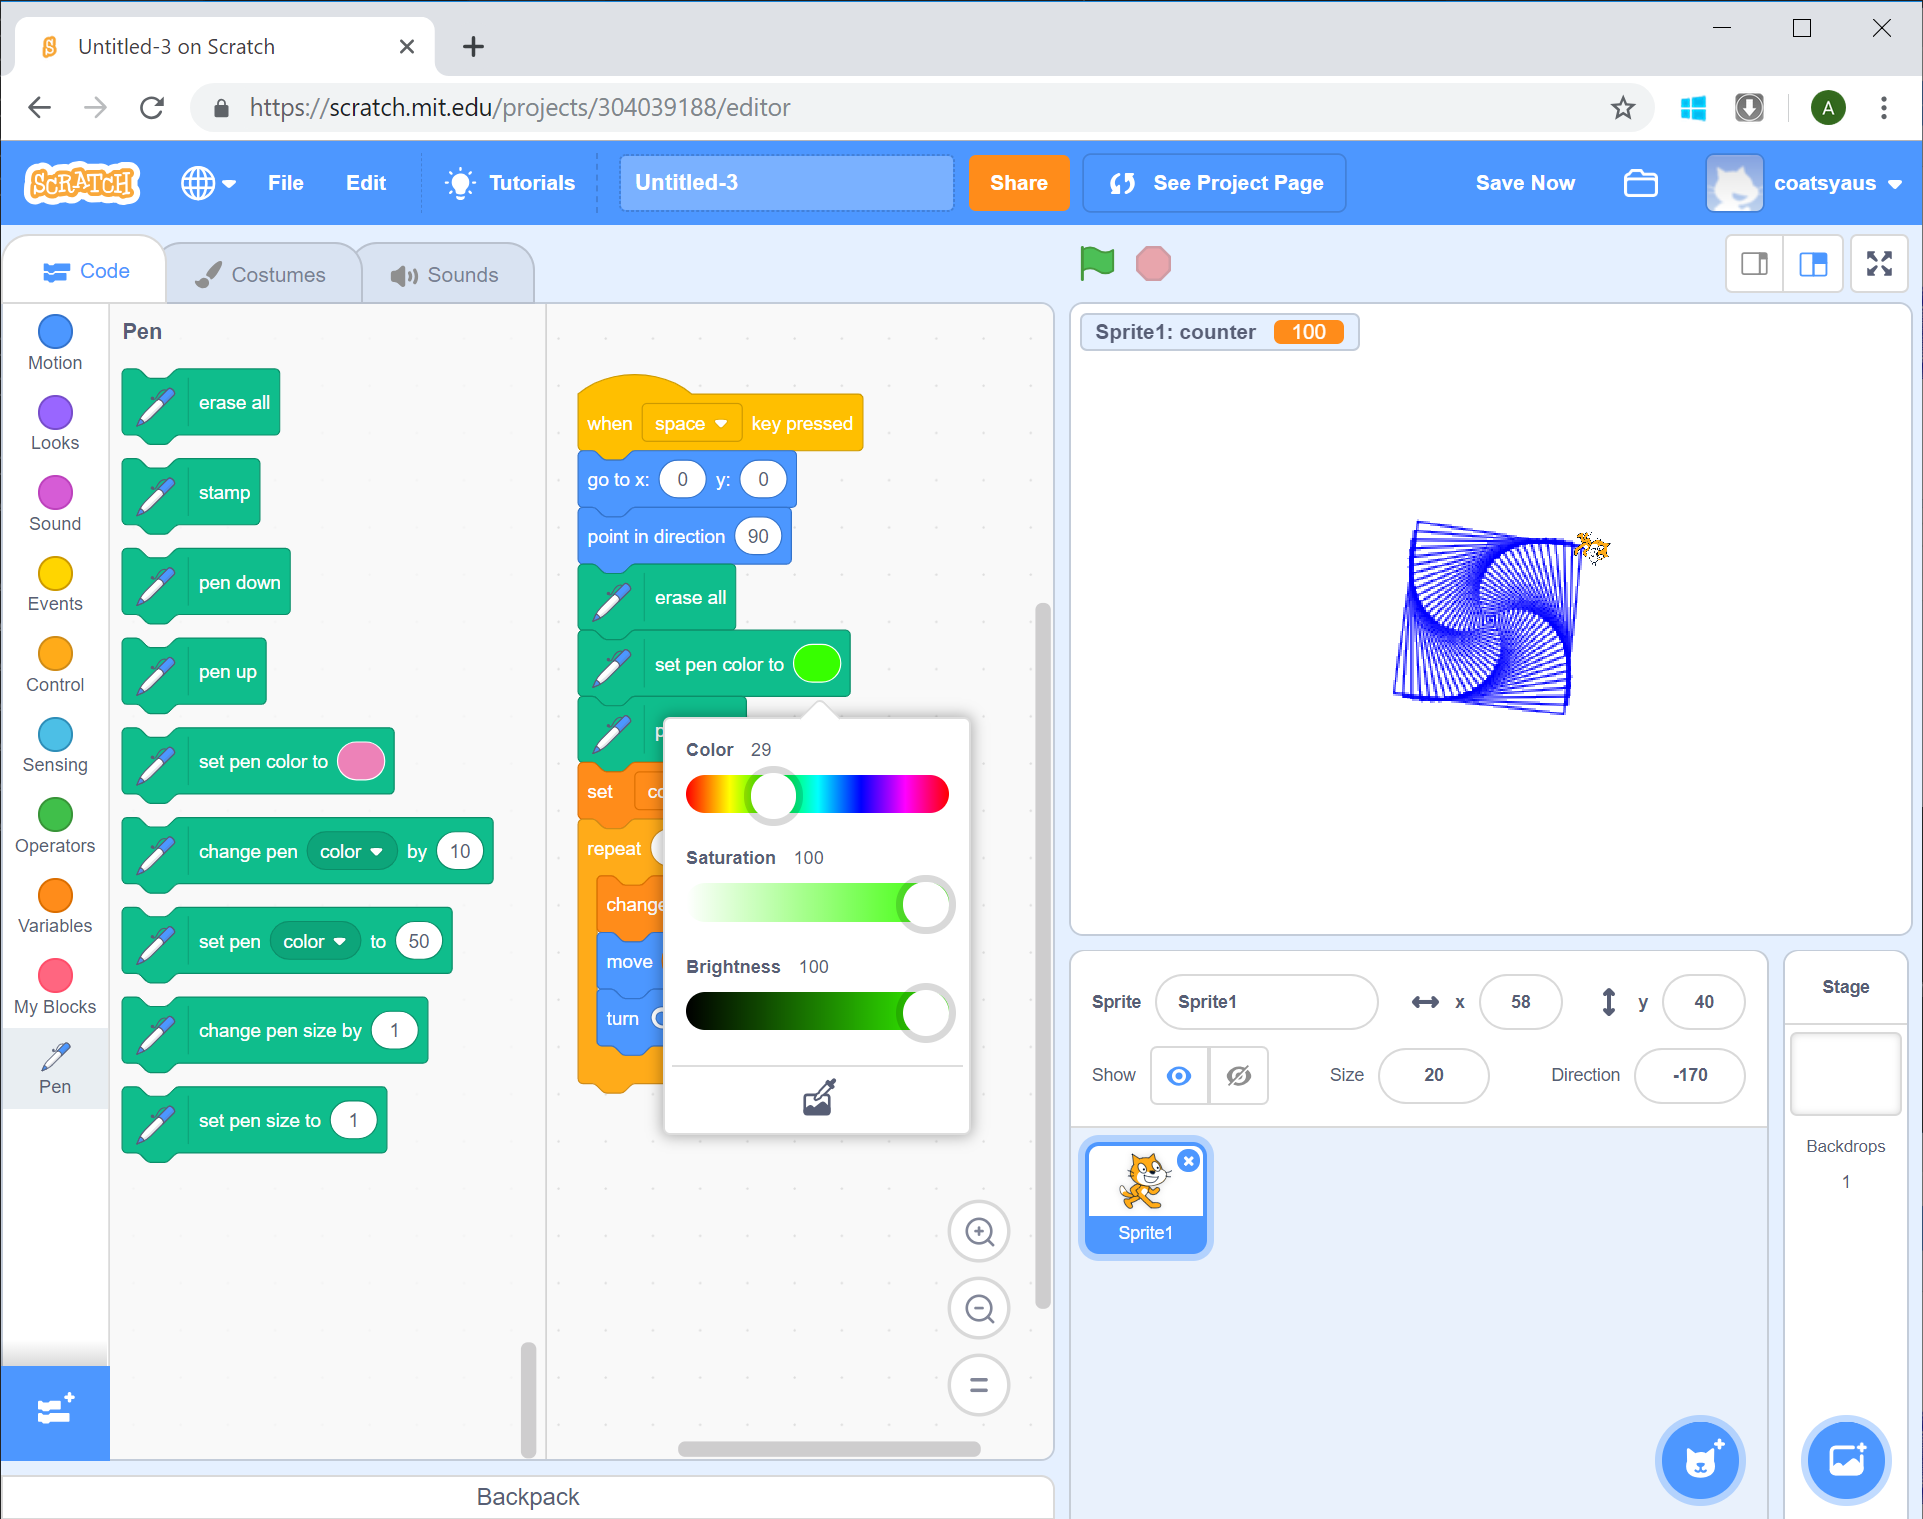 Untitled-3 on Scratch
https://scratch.mit.edu/projects/304039188/editor
A
SCRATCH
File
Edit
Tutorials
Untitled-3
Share
See Project Page
Save Now
coatsyaus
Code
Costumes
Sounds
Motion
Looks
Sound
Events
Control
Sensing
Operators
Variables
My Blocks
Pen
Pen
erase all
stamp
pen down
pen up
set pen color to
change pen color by 10
set pen color to 50
change pen size by 1
set pen size to 1
when space key pressed
go to x: 0 y: 0
point in direction 90
erase all
set pen color to
set
repeat
change
move
turn
Color 29
Saturation 100
Brightness 100
Backpack
Sprite1: counter 100
Sprite Sprite1 x 58 y 40
Show Size 20 Direction -170
Sprite1
Stage
Backdrops
1